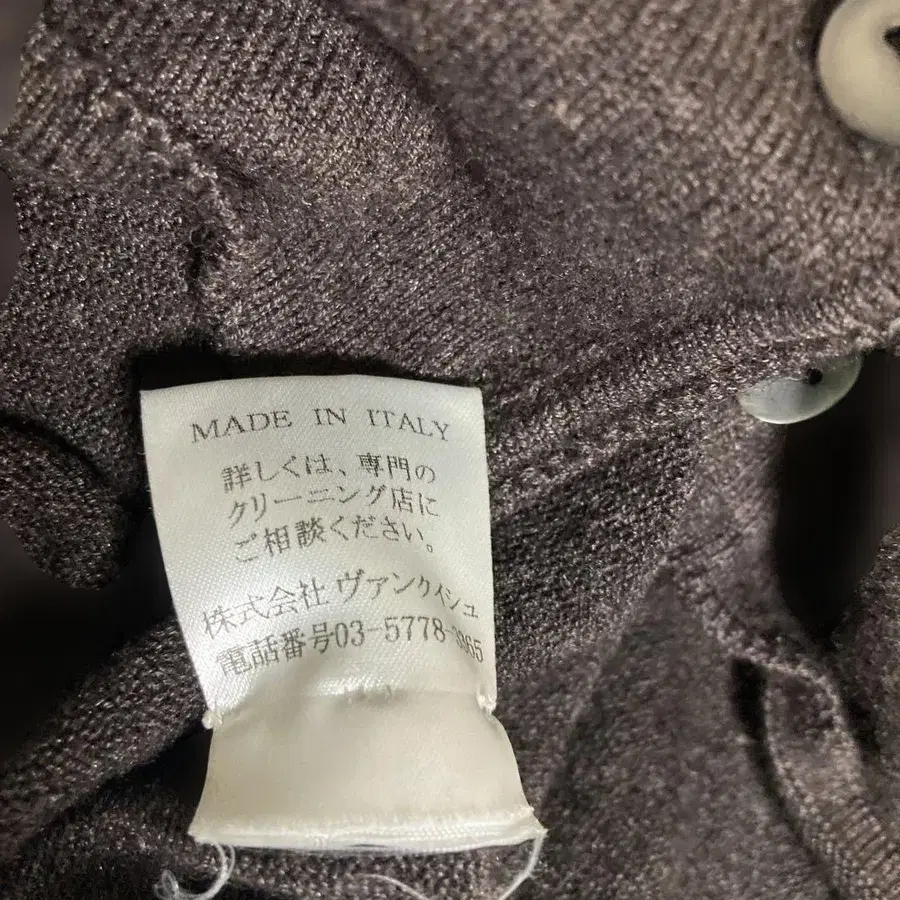 MADE IN ITALY
詳しくは、専門の
クリーニング店に
ご相談ください。
株式会社 ヴァンクイシュ
電話番号03-5778-3965